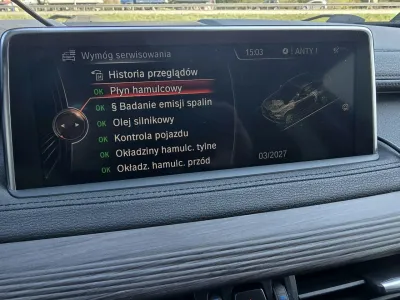 Wymóg serwisowania
15:03
ANTY.
Historia przeglądów
OK Płyn hamulcowy
OK § Badanie emisji spalin
OK Olej silnikowy
OK Kontrola pojazdu
OK Okładziny hamulc. tylne
OK Okładz. hamulc. przód
03/2027